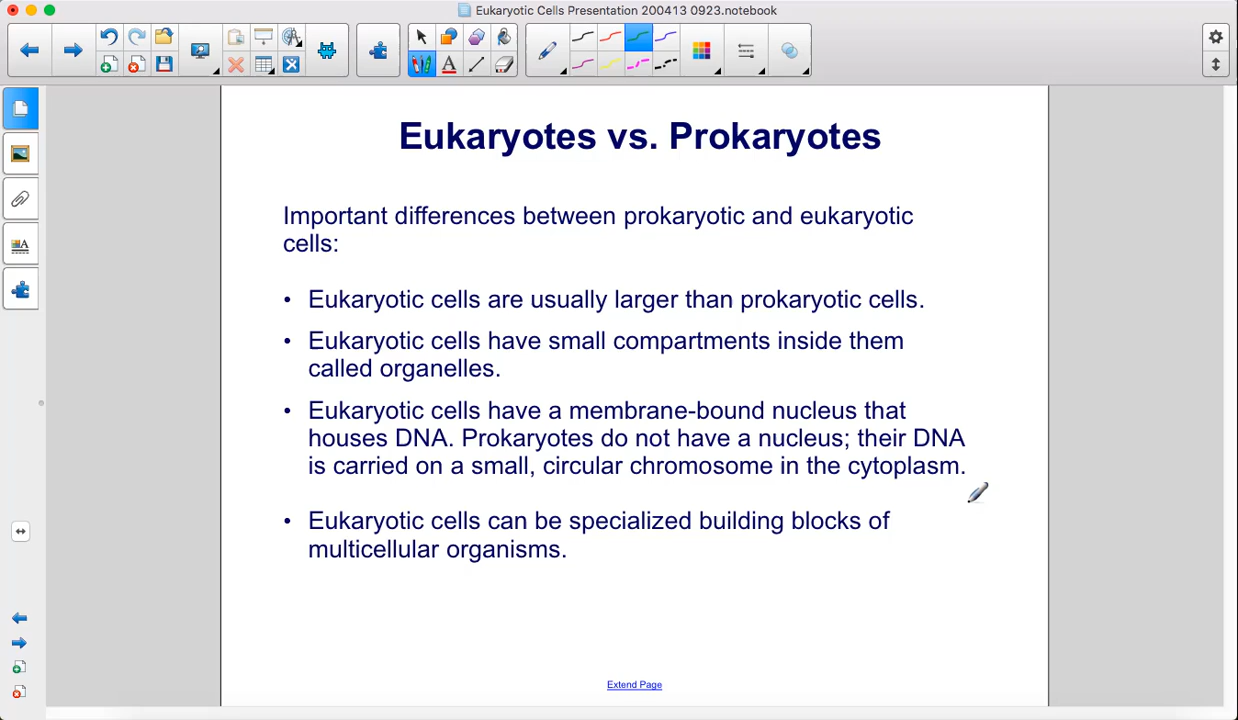 Eukaryotic Cells Presentation 200413 0923.notebook
Eukaryotes vs. Prokaryotes
Important differences between prokaryotic and eukaryotic
cells:
• Eukaryotic cells are usually larger than prokaryotic cells.
• Eukaryotic cells have small compartments inside them
called organelles.
• Eukaryotic cells have a membrane-bound nucleus that
houses DNA. Prokaryotes do not have a nucleus; their DNA
is carried on a small, circular chromosome in the cytoplasm.
• Eukaryotic cells can be specialized building blocks of
multicellular organisms.
Extend Page